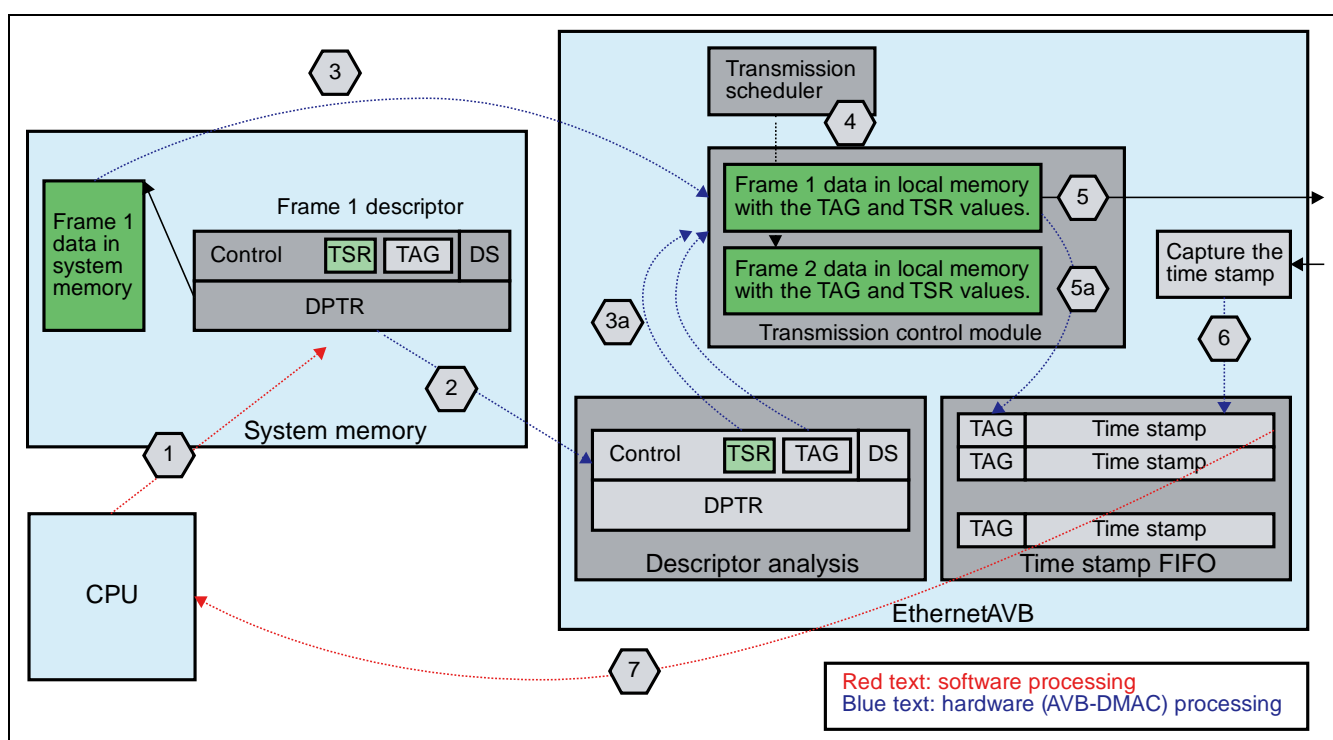 3
Transmission
scheduler
4
Frame 1
data in
system
memory
Frame 1 descriptor
Control
TSR
TAG
DS
DPTR
Frame 1 data in local memory
with the TAG and TSR values.
5
Frame 2 data in local memory
with the TAG and TSR values.
Capture the
time stamp
3a
5a
Transmission control module
6
2
1
System memory
Control
TSR
TAG
DS
DPTR
Descriptor analysis
TAG
Time stamp
TAG
Time stamp
TAG
Time stamp
Time stamp FIFO
CPU
EthernetAVB
7
Red text: software processing
Blue text: hardware (AVB-DMAC) processing